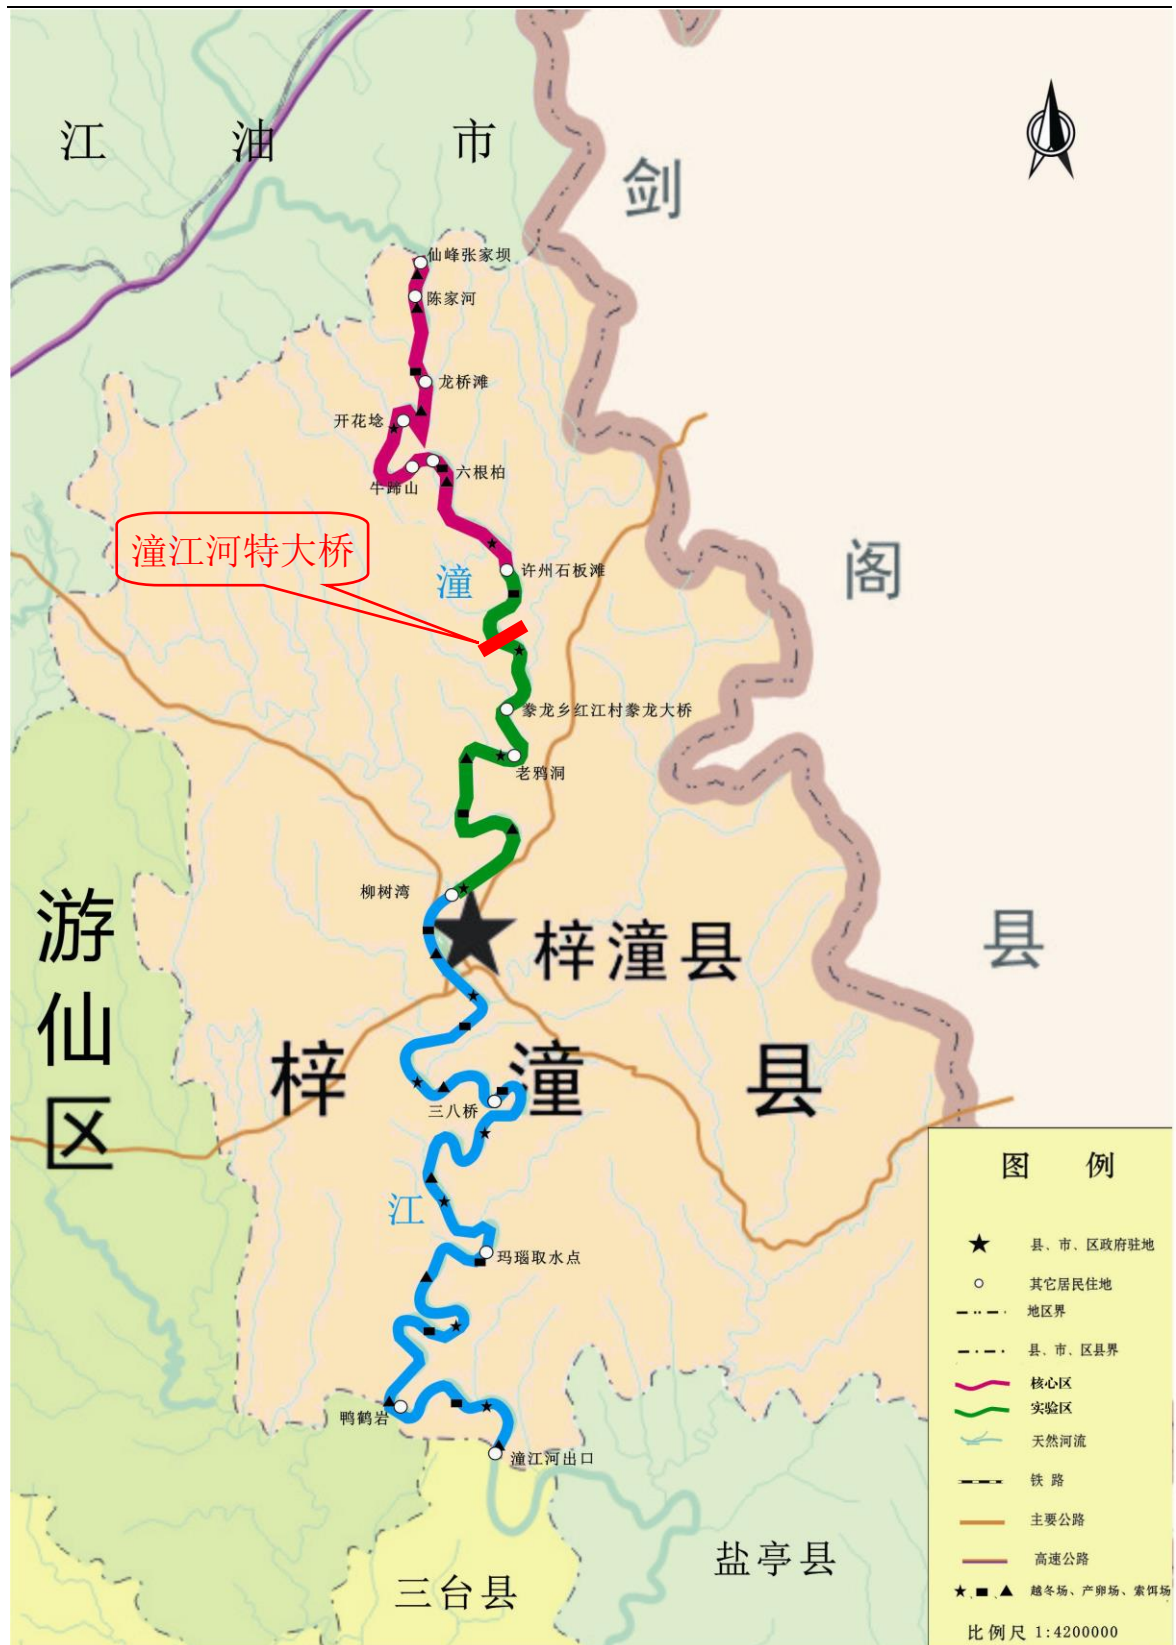 江油市
剑
仙峰张家坝
陈家河
龙桥滩
开花埝
六根柏
牛蹄山
潼江河特大桥
阁
许州石板滩
潼
豢龙乡红江村豢龙大桥
老鸦洞
柳树湾
游仙区
梓潼县
县
梓潼县
三八桥
江
玛瑙取水点
鸭鹤岩
潼江河出口
三台县
盐亭县
图 例
县、市、区政府驻地
其它居民住地
地区界
县、市、区县界
核心区
实验区
天然河流
铁 路
主要公路
高速公路
越冬场、产卵场、索饵场
比例尺 1:4200000